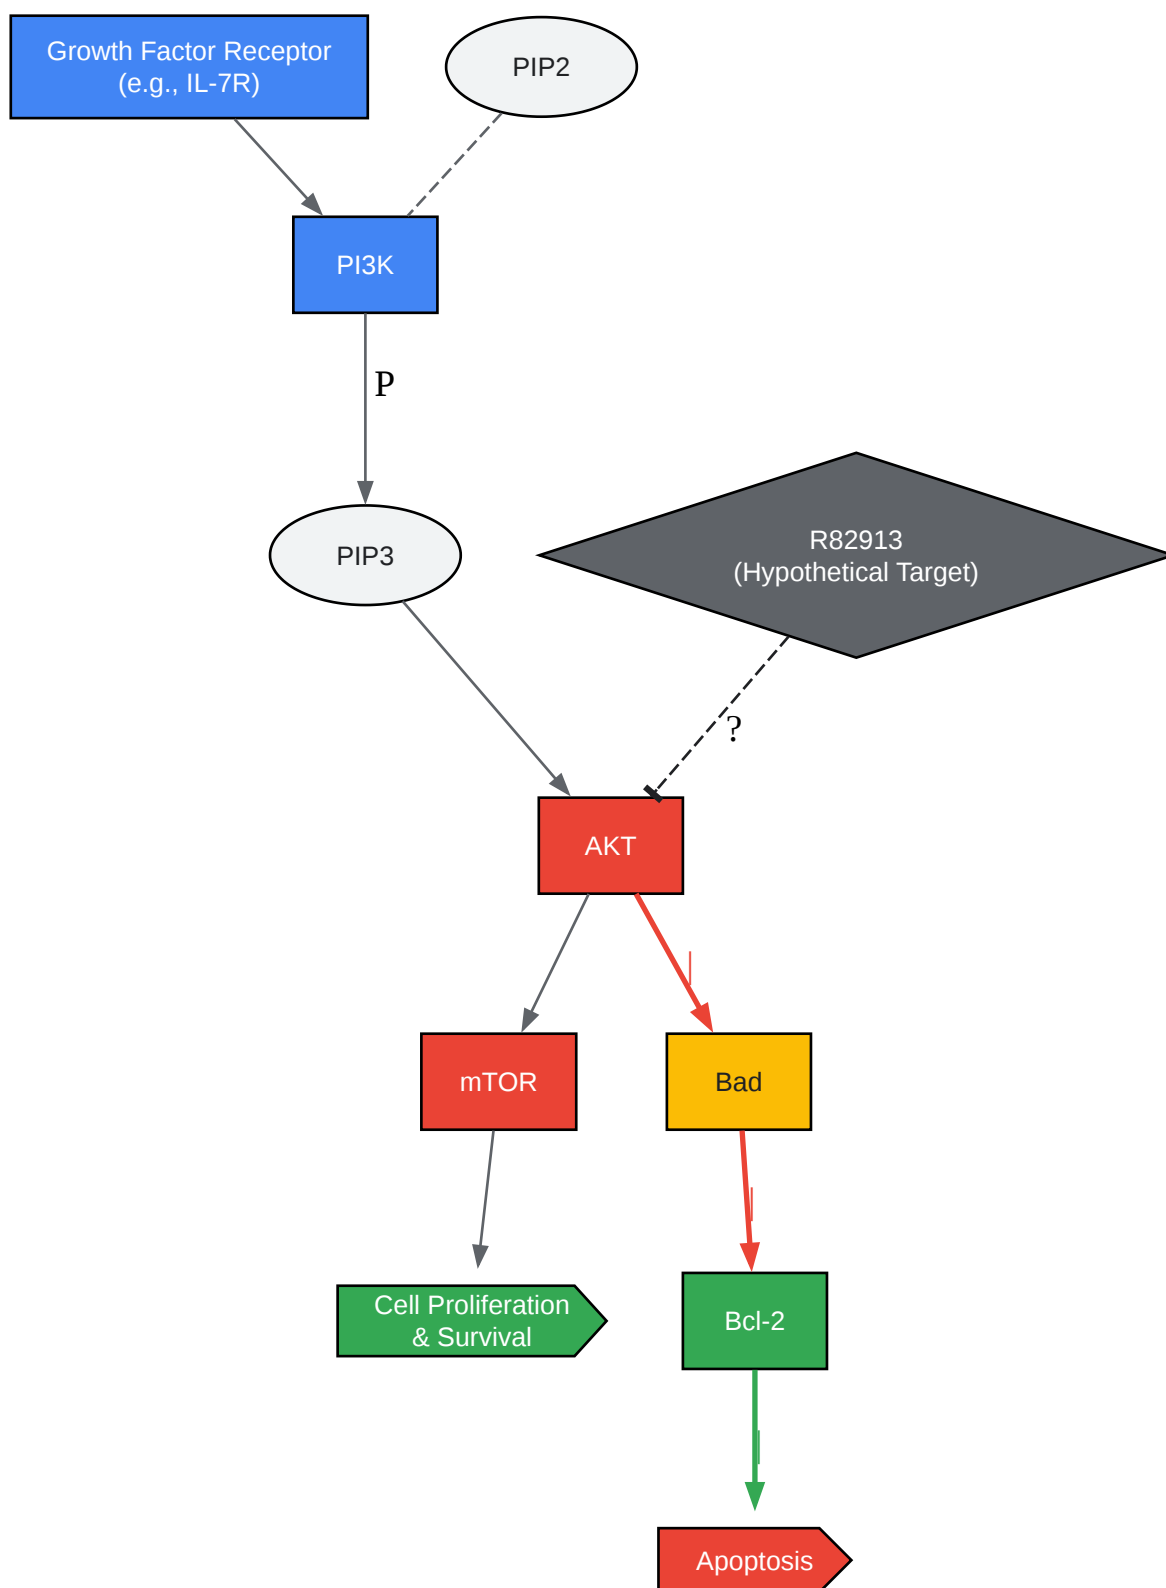 Growth Factor Receptor
(e.g., IL-7R)
PIP2
PI3K
P
PIP3
R82913
(Hypothetical Target)
?
AKT
|
mTOR
Bad
|
Cell Proliferation
& Survival
Bcl-2
|
Apoptosis